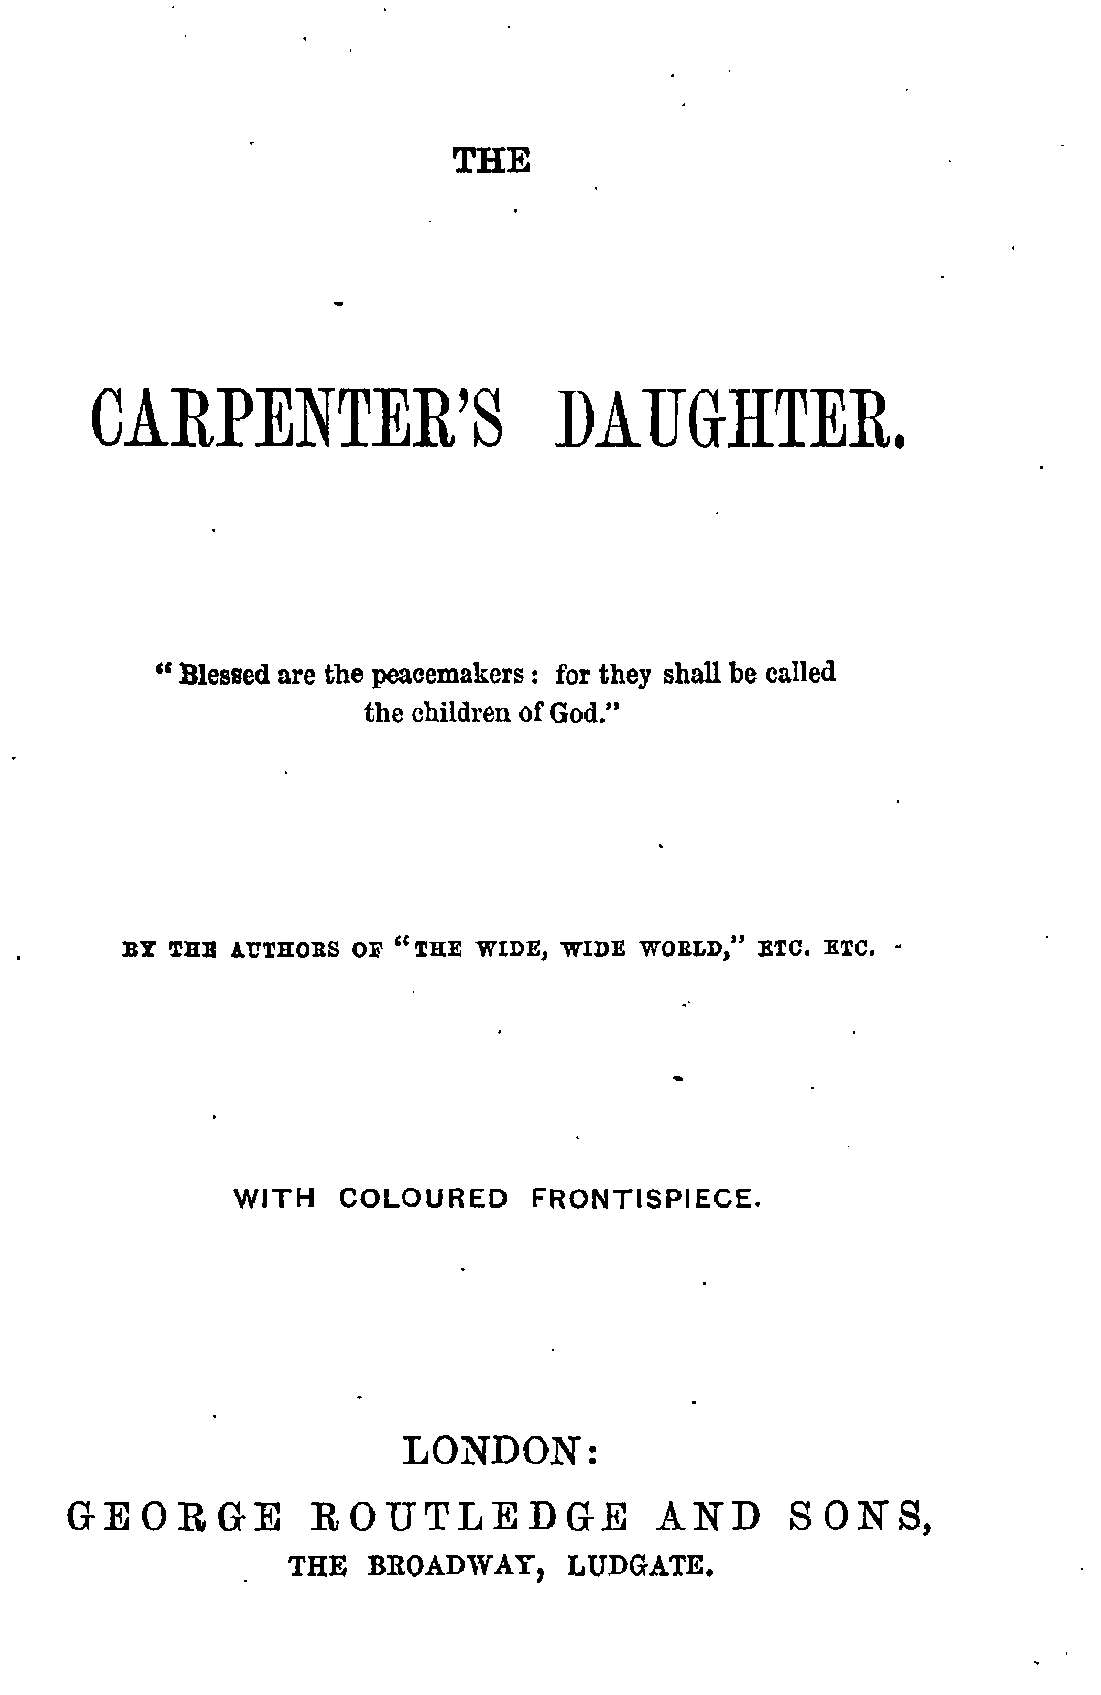 THE
CARPENTER'S DAUGHTER.
"Blessed are the peacemakers: for they shall be called
the children of God."
BY THE AUTHORS OF "THE WIDE, WIDE WORLD," ETC. ETC.
WITH COLOURED FRONTISPIECE.
LONDON:
GEORGE ROUTLEDGE AND SONS,
THE BROADWAY, LUDGATE.